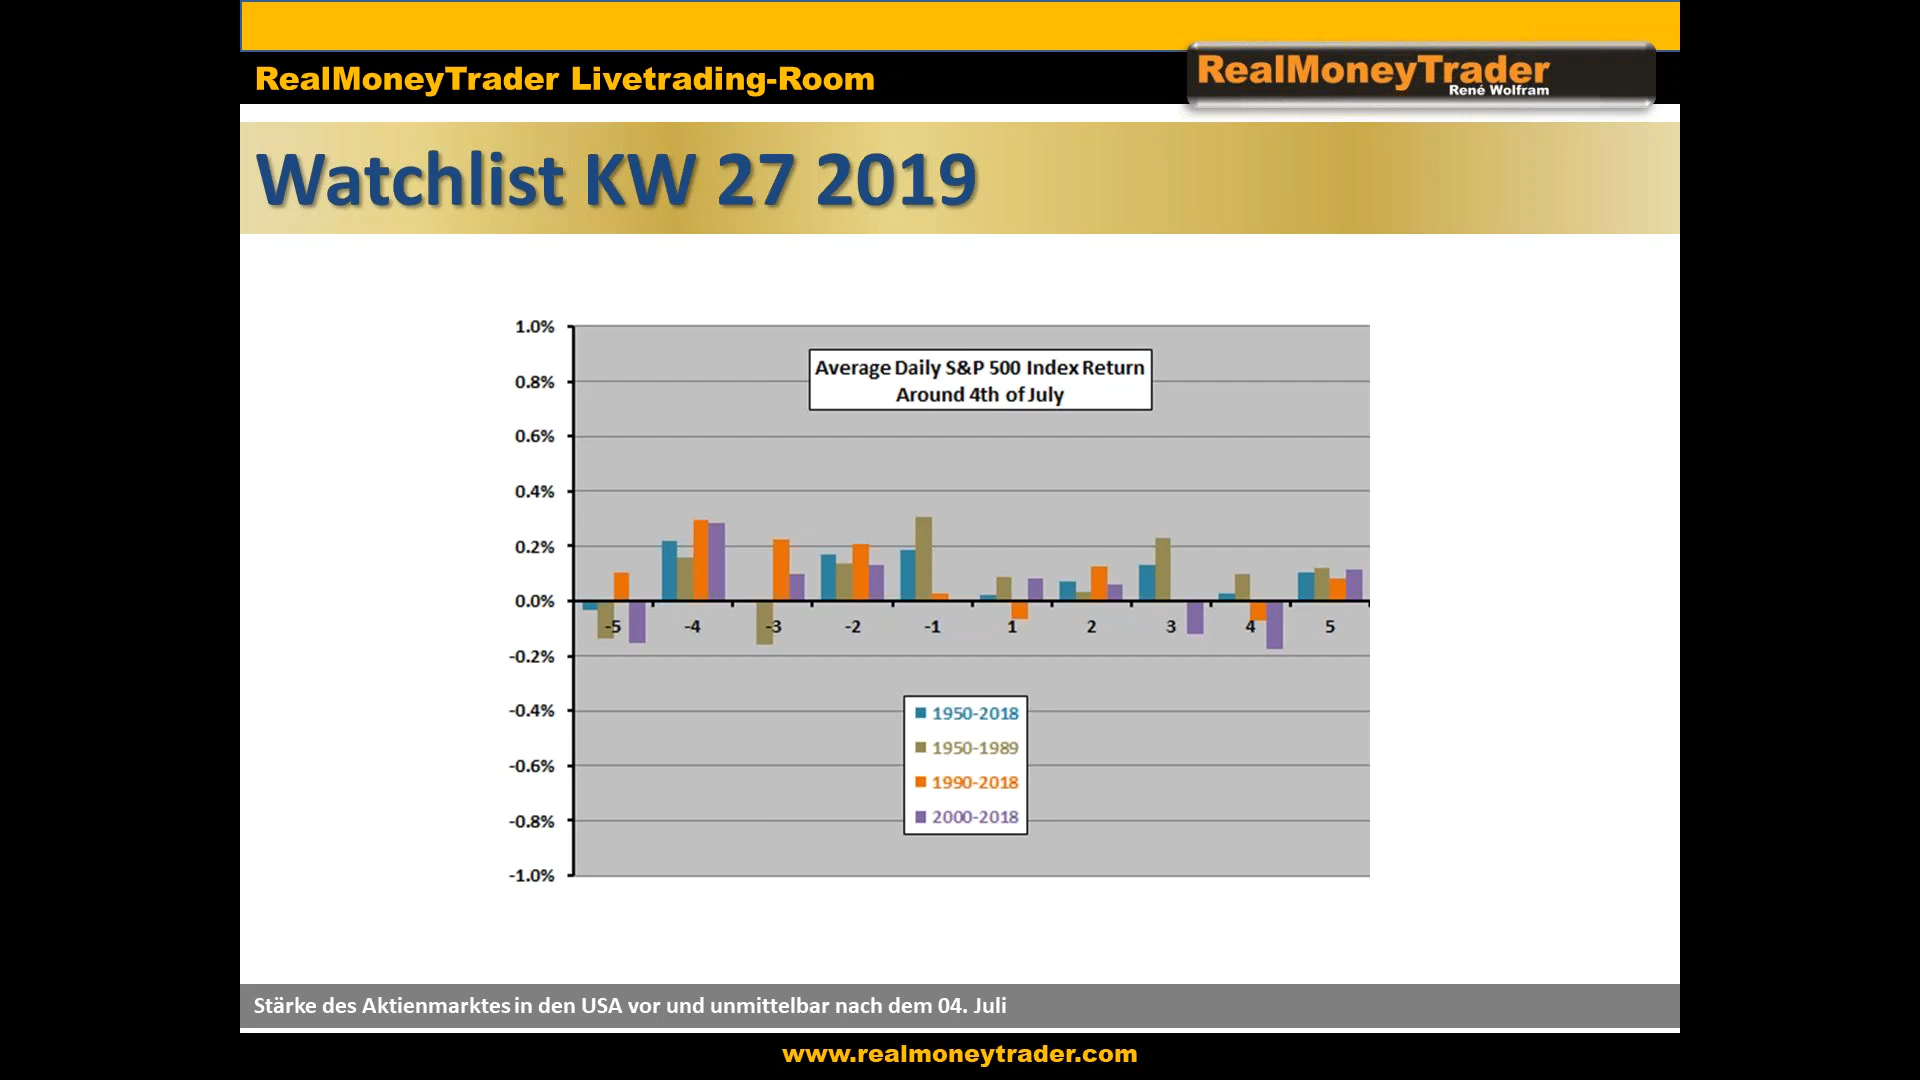 RealMoneyTrader Livetrading-Room
RealMoneyTrader
René Wolfram
Watchlist KW 27 2019
Average Daily S&P 500 Index Return
Around 4th of July
1.0%
0.8%
0.6%
0.4%
0.2%
0.0%
-0.2%
-0.4%
-0.6%
-0.8%
-1.0%
-5 -4 -3 -2 -1 1 2 3 4 5
1950-2018
1950-1989
1990-2018
2000-2018
Stärke des Aktienmarktes in den USA vor und unmittelbar nach dem 04. Juli
www.realmoneytrader.com